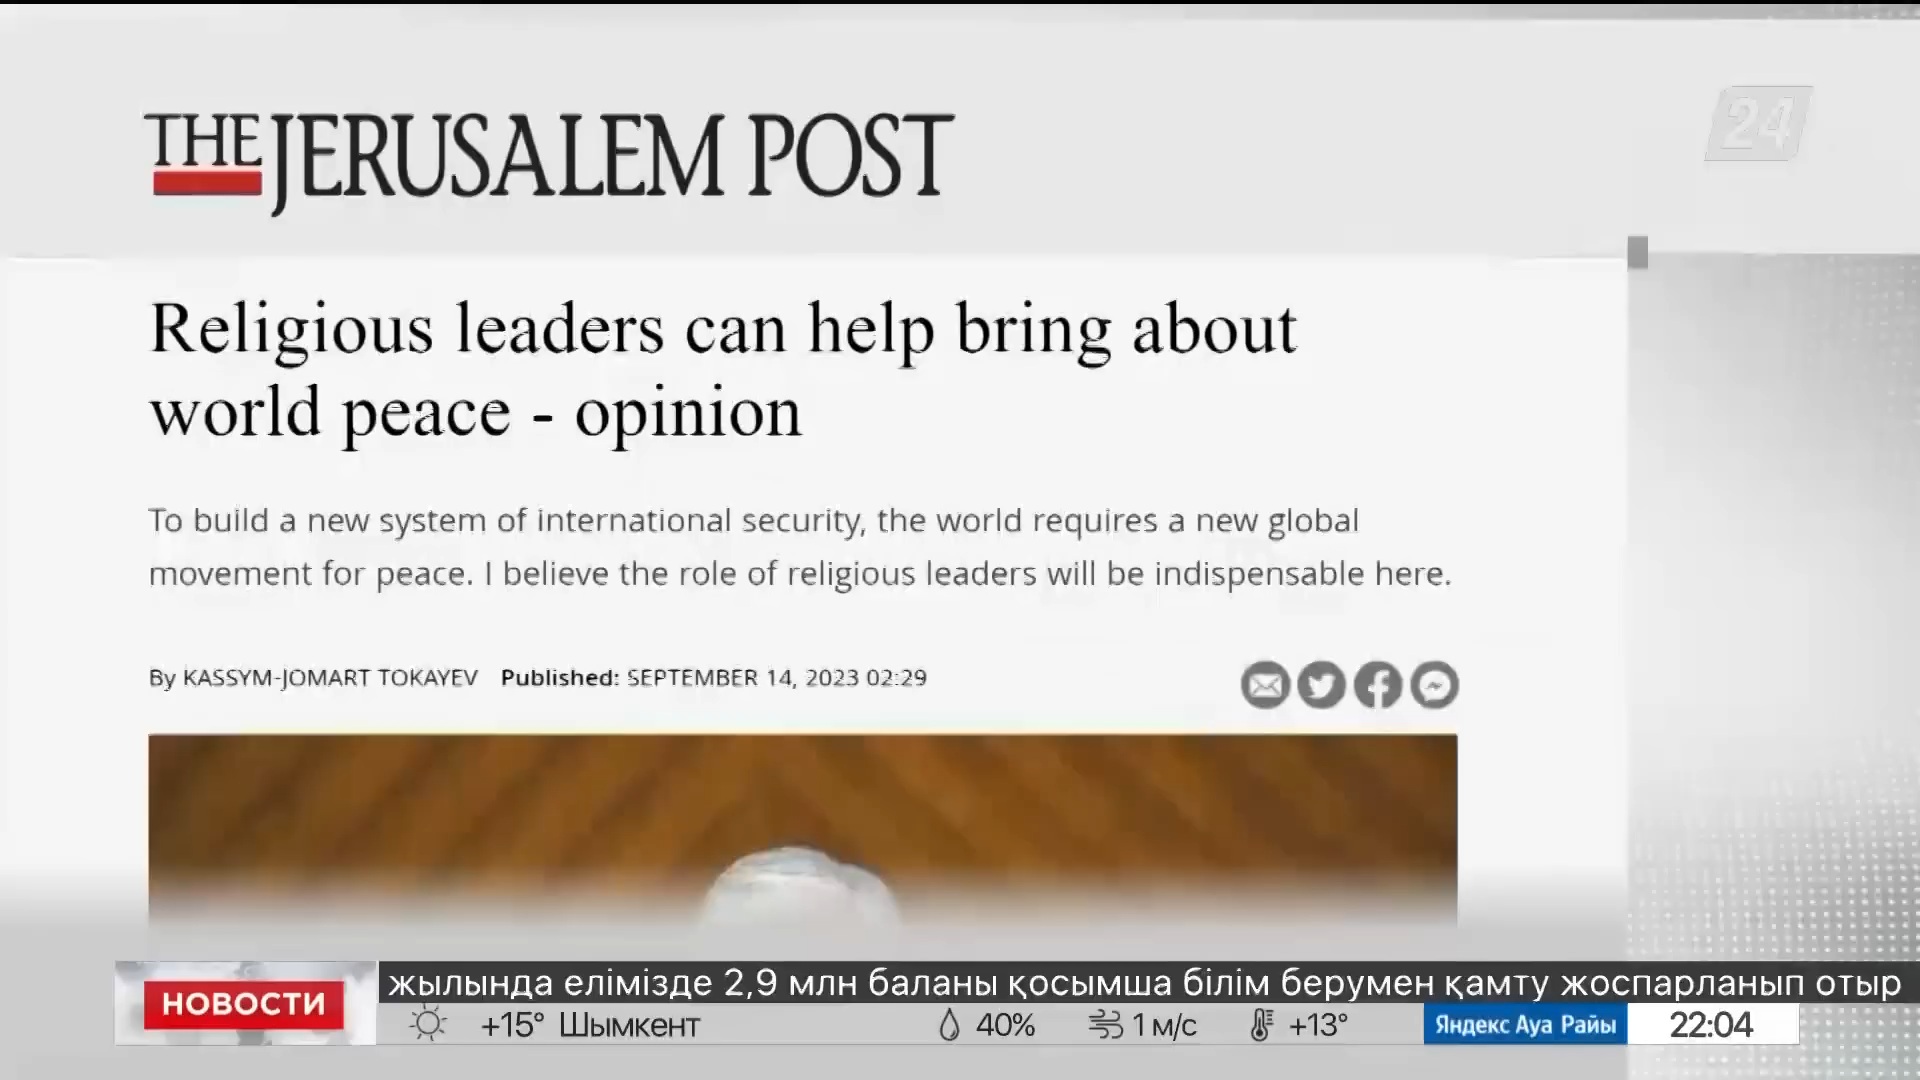 THE JERUSALEM POST
24
Religious leaders can help bring about
world peace - opinion
To build a new system of international security, the world requires a new global
movement for peace. I believe the role of religious leaders will be indispensable here.
By KASSYM-JOMART TOKAYEV Published: SEPTEMBER 14, 2023 02:29
НОВОСТИ
жылында елімізде 2,9 млн баланы қосымша білім берумен қамту жоспарланып отыр
+15° Шымкент 40% 1 м/с +13° Яндекс Ауа Райы 22:04